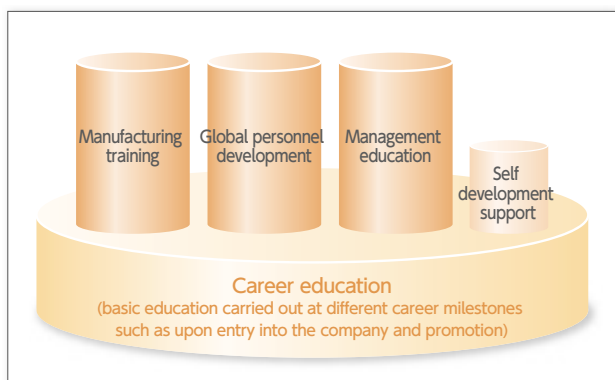 Manufacturing
training
Global personnel
development
Management
education
Self
development
support
Career education
(basic education carried out at different career milestones
such as upon entry into the company and promotion)